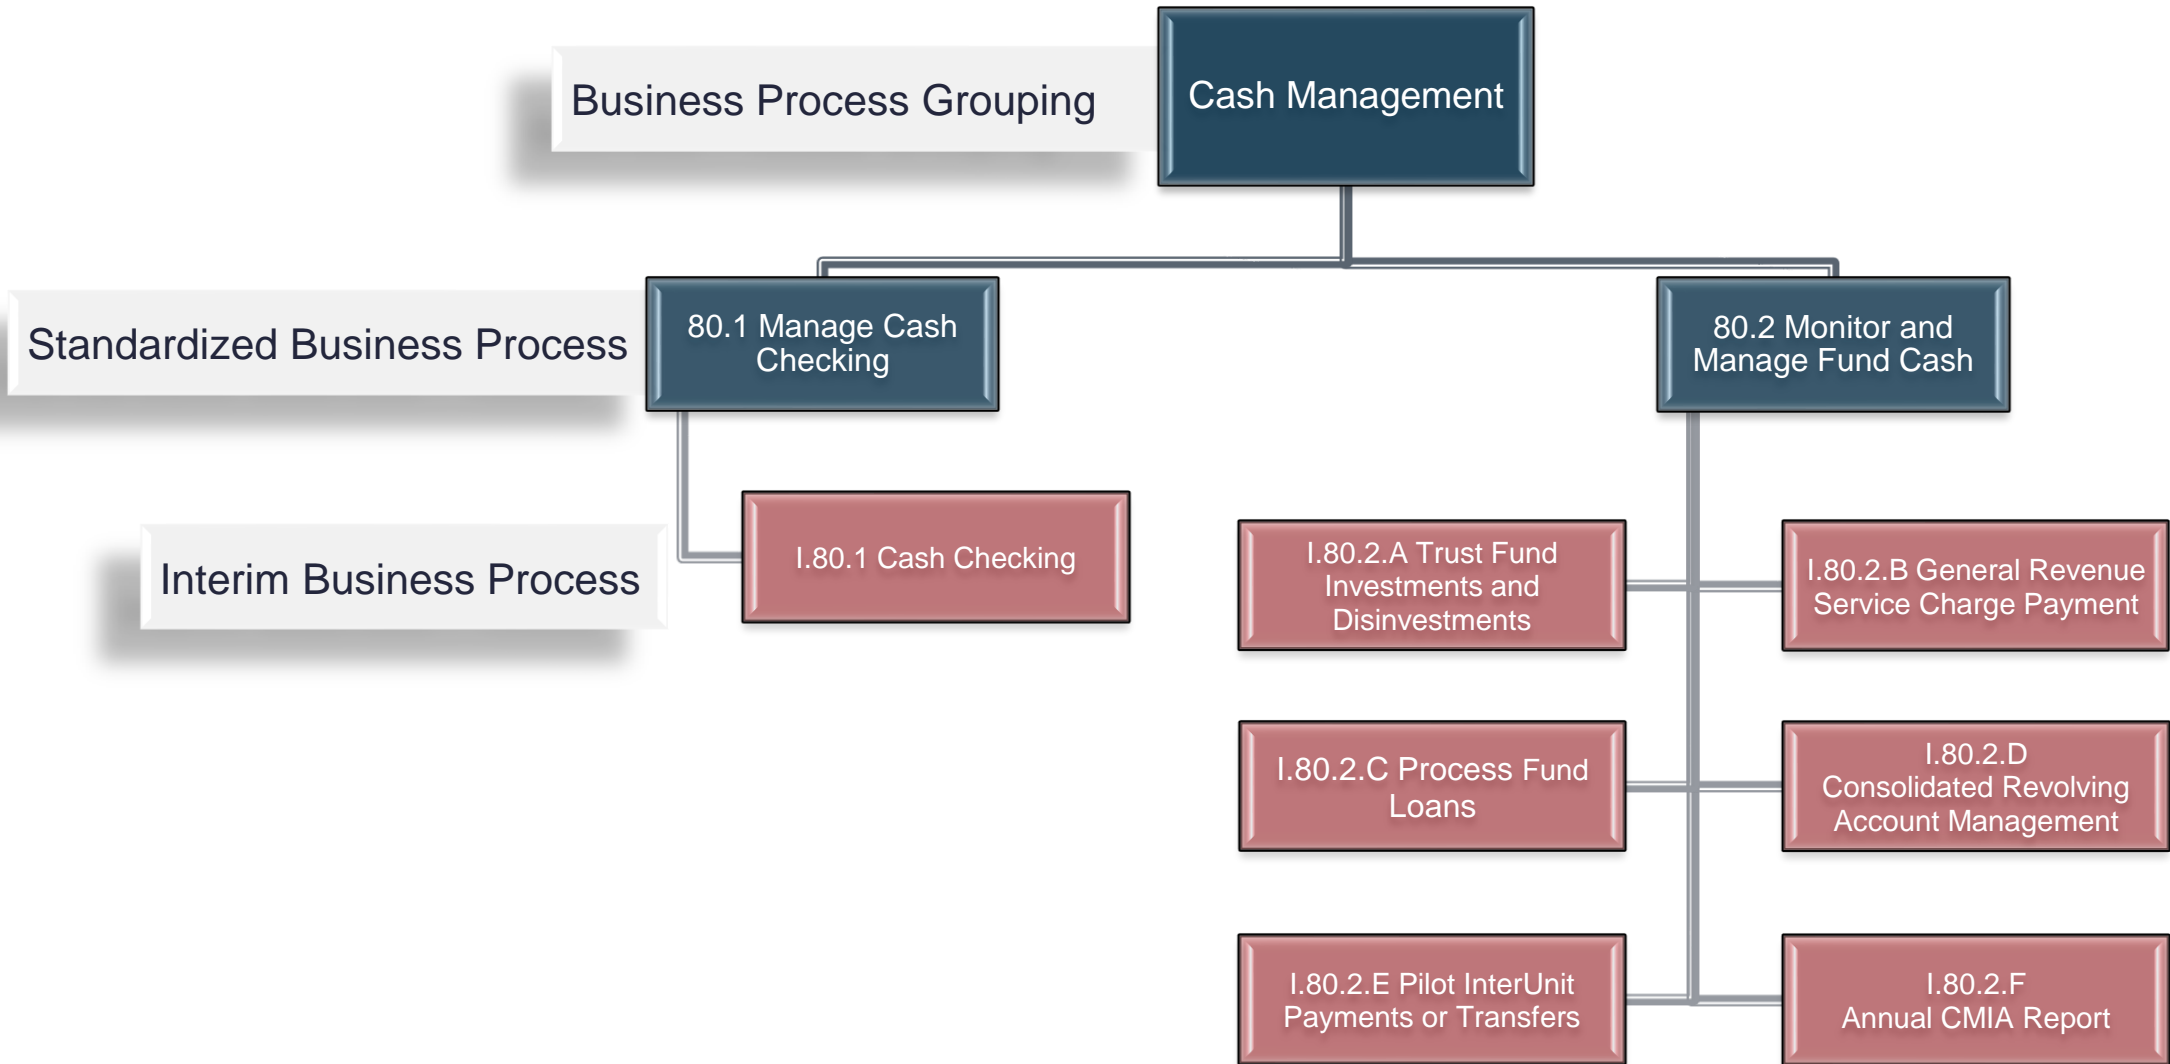 Business Process Grouping
Cash Management
Standardized Business Process
80.1 Manage Cash
Checking
80.2 Monitor and
Manage Fund Cash
Interim Business Process
I.80.1 Cash Checking
I.80.2.A Trust Fund
Investments and
Disinvestments
I.80.2.B General Revenue
Service Charge Payment
I.80.2.C Process Fund
Loans
I.80.2.D
Consolidated Revolving
Account Management
I.80.2.E Pilot InterUnit
Payments or Transfers
I.80.2.F
Annual CMIA Report